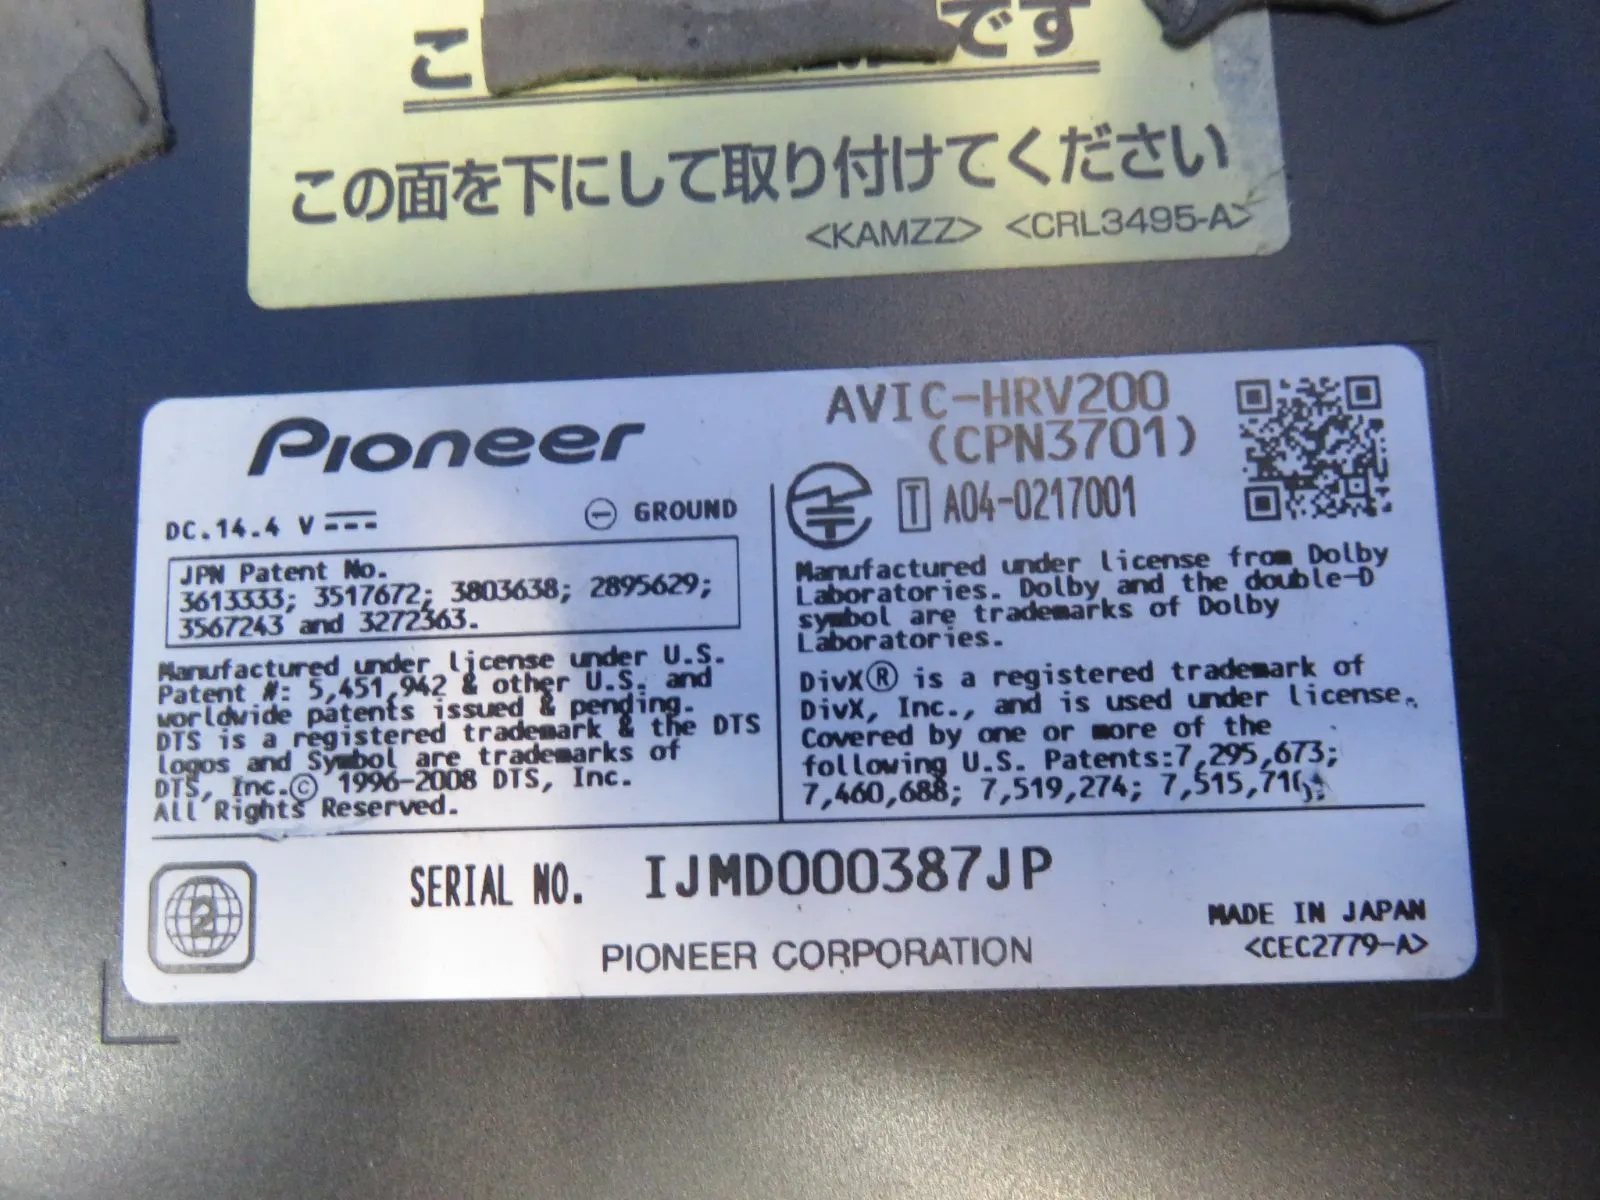 こ です
この面を下にして取り付けてください
<KAMZZ> <CRL3495-A>
Pioneer
AVIC-HRV200
(CPN3701)
DC.14.4 V
GROUND
T A04-0217001
JPN Patent No.
3613333; 3517672; 3803638; 2895629;
3567243 and 3272363.
Manufactured under license under U.S.
Patent #: 5,451,942 & other U.S. and
worldwide patents issued & pending.
DTS is a registered trademark & the DTS
logos and Symbol are trademarks of
DTS, Inc.© 1996-2008 DTS, Inc.
All Rights Reserved.
Manufactured under license from Dolby
Laboratories. Dolby and the double-D
symbol are trademarks of Dolby
Laboratories.
DivX® is a registered trademark of
DivX, Inc., and is used under license.
Covered by one or more of the
following U.S. Patents:7,295,673;
7,460,688; 7,519,274;
2
SERIAL NO. IJMD000387JP
PIONEER CORPORATION
MADE IN JAPAN
<CEC2779-A>